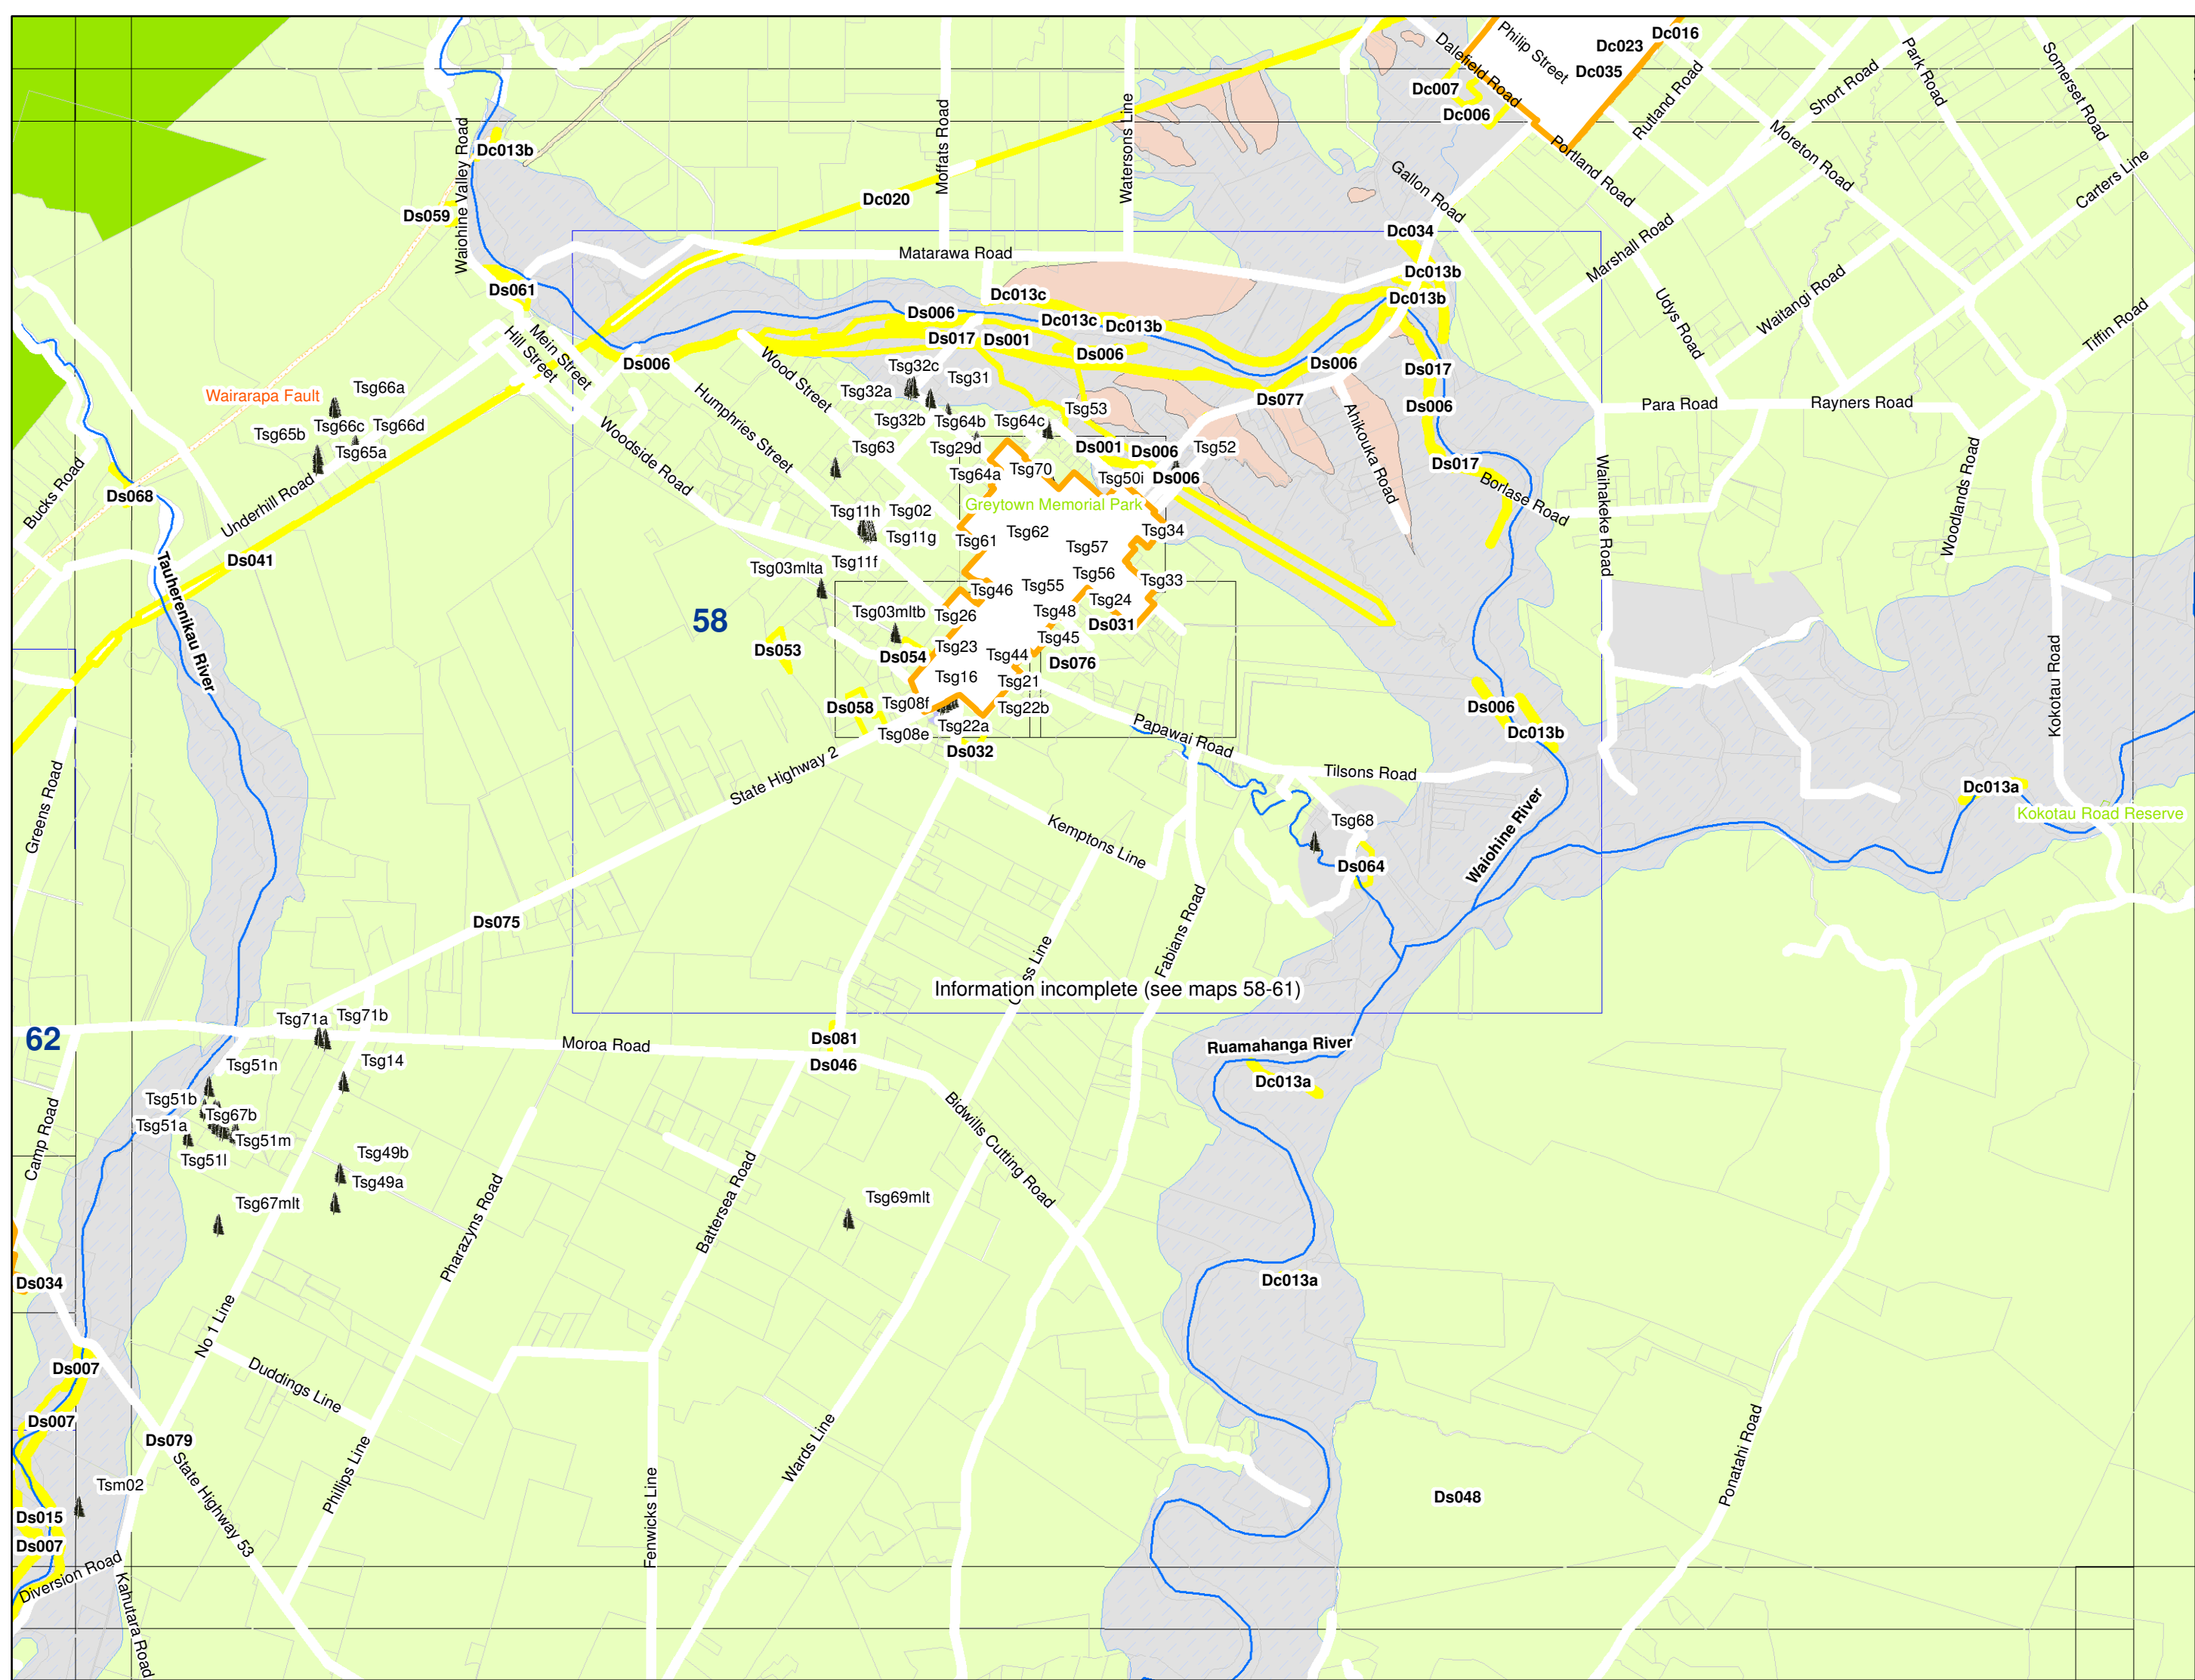 Dc016
Dc023
Philip Street
Dalefield Road
Dc035
Park Road
Somerset Road
Dc007
Short Road
Rutland Road
Dc006
Moreton Road
Waiohine Valley Road
Moffats Road
Watersons Line
Dc013b
Portland Road
Carters Line
Gallon Road
Dc020
Ds059
Dc034
Marshall Road
Matarawa Road
Dc013b
Ds061
Dc013c
Dc013b
Waitangi Road
Udys Road
Tiffin Road
Ds006
Dc013c
Dc013b
Mein Street
Hill Street
Ds017
Ds001
Ds006
Ds006
Ds006
Ds017
Wood Street
Tsg32c
Tsg31
Wairarapa Fault
Tsg66a
Tsg32a
Ds077
Ds006
Para Road
Rayners Road
Humphries Street
Tsg53
Tsg32b
Tsg64b
Tsg64c
Tsg66c
Tsg66d
Tsg65b
Tsg65a
Woodside Road
Tsg63
Tsg29d
Ds001
Ds006
Tsg52
Ahikouka Road
Ds017
Tsg64a
Tsg70
Tsg50i
Ds006
Bucks Road
Ds068
Underhill Road
Greytown Memorial Park
Borlase Road
Waihakeke Road
Woodlands Road
Tsg11h
Tsg02
Tsg62
Tsg34
Tsg11g
Tsg61
Tsg57
Ds041
Tsg11f
Tsg03mlta
Tsg56
Tsg33
Tauherenikau River
Tsg46
Tsg55
Tsg24
Tsg03mltb
Tsg26
Tsg48
Ds031
58
Ds053
Tsg23
Tsg45
Ds054
Tsg44
Ds076
Tsg16
Tsg21
Kokotau Road
Ds058
Tsg08f
Tsg22b
Ds006
Tsg22a
Tsg08e
Papawai Road
Dc013b
Ds032
State Highway 2
Tilsons Road
Dc013a
Greens Road
Kokotau Road Reserve
Tsg68
Kemptons Line
Waiohine River
Ds064
Ds075
Fabians Road
Information incomplete (see maps 58-61)
Tsg71a
Tsg71b
62
Ds081
Moroa Road
Ruamahanga River
Tsg51n
Tsg14
Ds046
Dc013a
Tsg51b
Tsg67b
Tsg51a
Tsg51m
Camp Road
Bidwills Cutting Road
Tsg51l
Tsg49b
Tsg49a
Tsg67mlt
Tsg69mlt
Pharazyns Road
Battersea Road
Ds034
Dc013a
No 1 Line
Ds007
Duddings Line
Ds007
Ds079
Wards Line
Ponatahi Road
Phillips Line
State Highway 53
Tsm02
Ds048
Ds015
Ds007
Fenwicks Line
Diversion Road
Kahutara Road